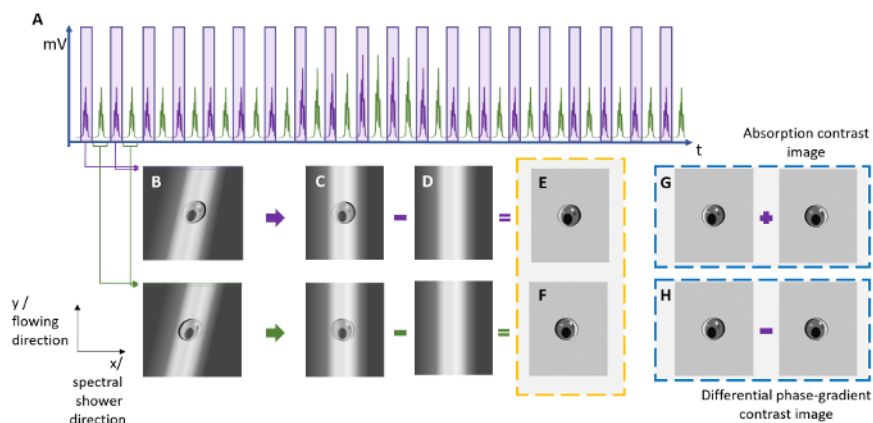 A
mV
t
Absorption contrast
image
B
C
D
E
G
F
H
y /
flowing
direction
x/
spectral
shower
direction
Differential phase-gradient
contrast image